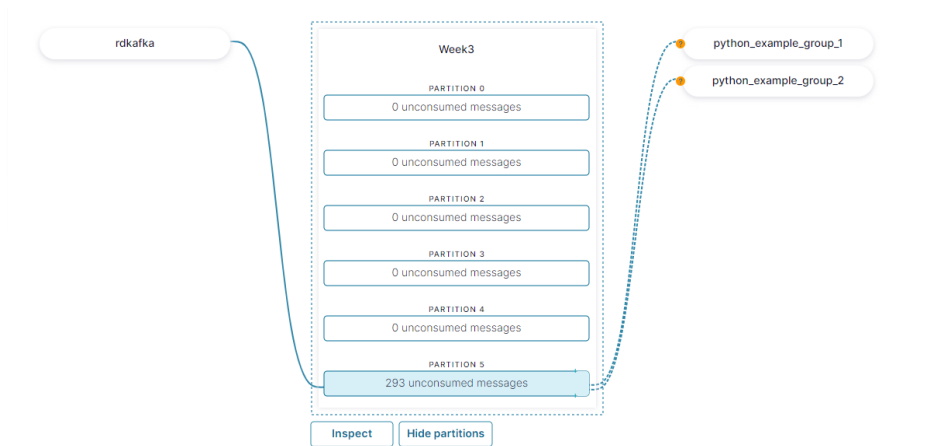 rdkafka
Week3
PARTITION 0
0 unconsumed messages
PARTITION 1
0 unconsumed messages
PARTITION 2
0 unconsumed messages
PARTITION 3
0 unconsumed messages
PARTITION 4
0 unconsumed messages
PARTITION 5
293 unconsumed messages
Inspect
Hide partitions
?
python_example_group_1
?
python_example_group_2